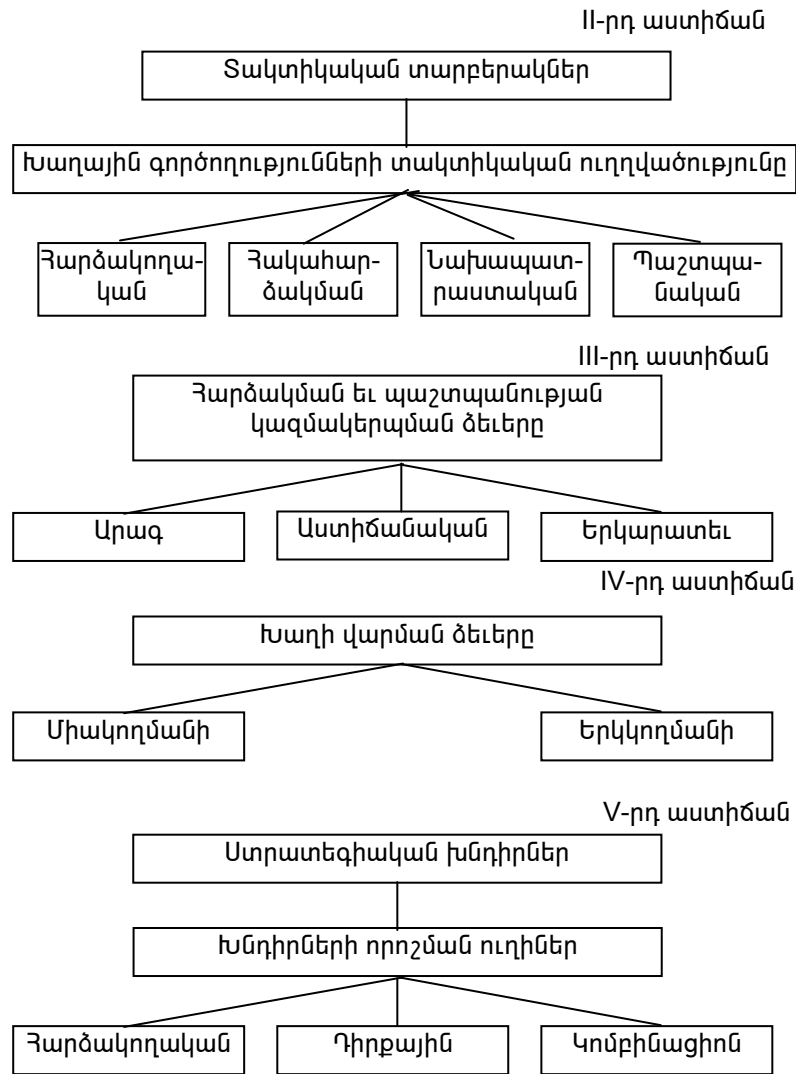 II-րդ աստիճան
Տակտիկական տարբերակներ
Խաղային գործողությունների տակտիկական ուղղվածությունը
Հարձակողա-
կան
Հակահար-
ձակման
Նախապատ-
րաստական
Պաշտպա-
նական
III-րդ աստիճան
Հարձակման եւ պաշտպանության
կազմակերպման ձեւերը
Արագ
Աստիճանական
Երկարատեւ
IV-րդ աստիճան
Խաղի վարման ձեւերը
Միակողմանի
Երկկողմանի
V-րդ աստիճան
Ստրատեգիական խնդիրներ
Խնդիրների որոշման ուղիներ
Հարձակողական
Դիրքային
Կոմբինացիոն